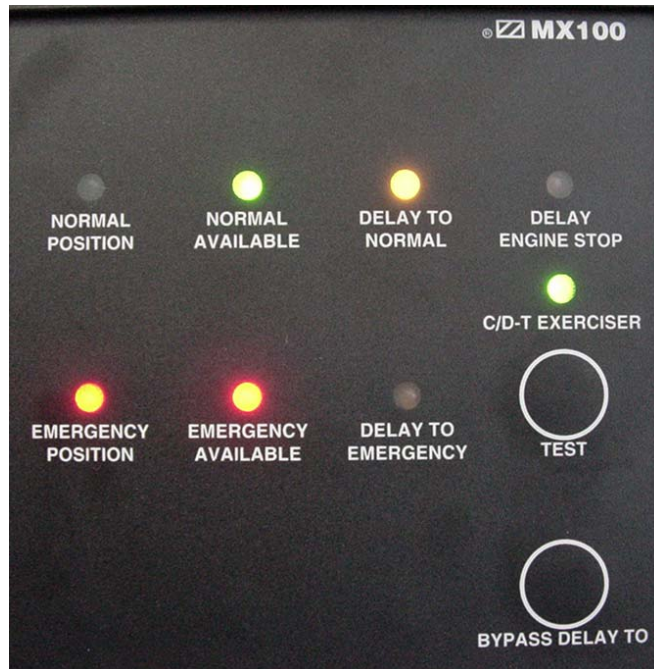 ® MX100
NORMAL
POSITION
NORMAL
AVAILABLE
DELAY TO
NORMAL
DELAY
ENGINE STOP
C/D-T EXERCISER
EMERGENCY
POSITION
EMERGENCY
AVAILABLE
DELAY TO
EMERGENCY
TEST
BYPASS DELAY TO